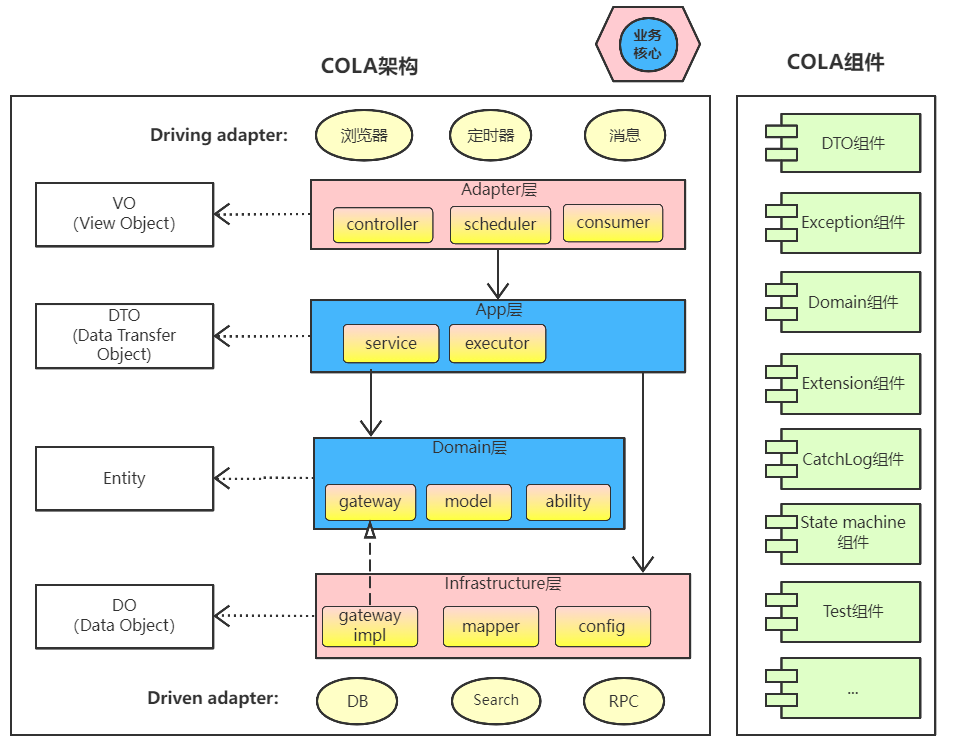 业务
核心
COLA架构
COLA组件
Driving adapter:
浏览器
定时器
消息
VO
(View Object)
Adapter层
controller
scheduler
consumer
DTO
(Data Transfer
Object)
App层
service
executor
Entity
Domain层
gateway
model
ability
DO
(Data Object)
Infrastructure层
gateway
impl
mapper
config
Driven adapter:
DB
Search
RPC
DTO组件
Exception组件
Domain组件
Extension组件
CatchLog组件
State machine
组件
Test组件
...